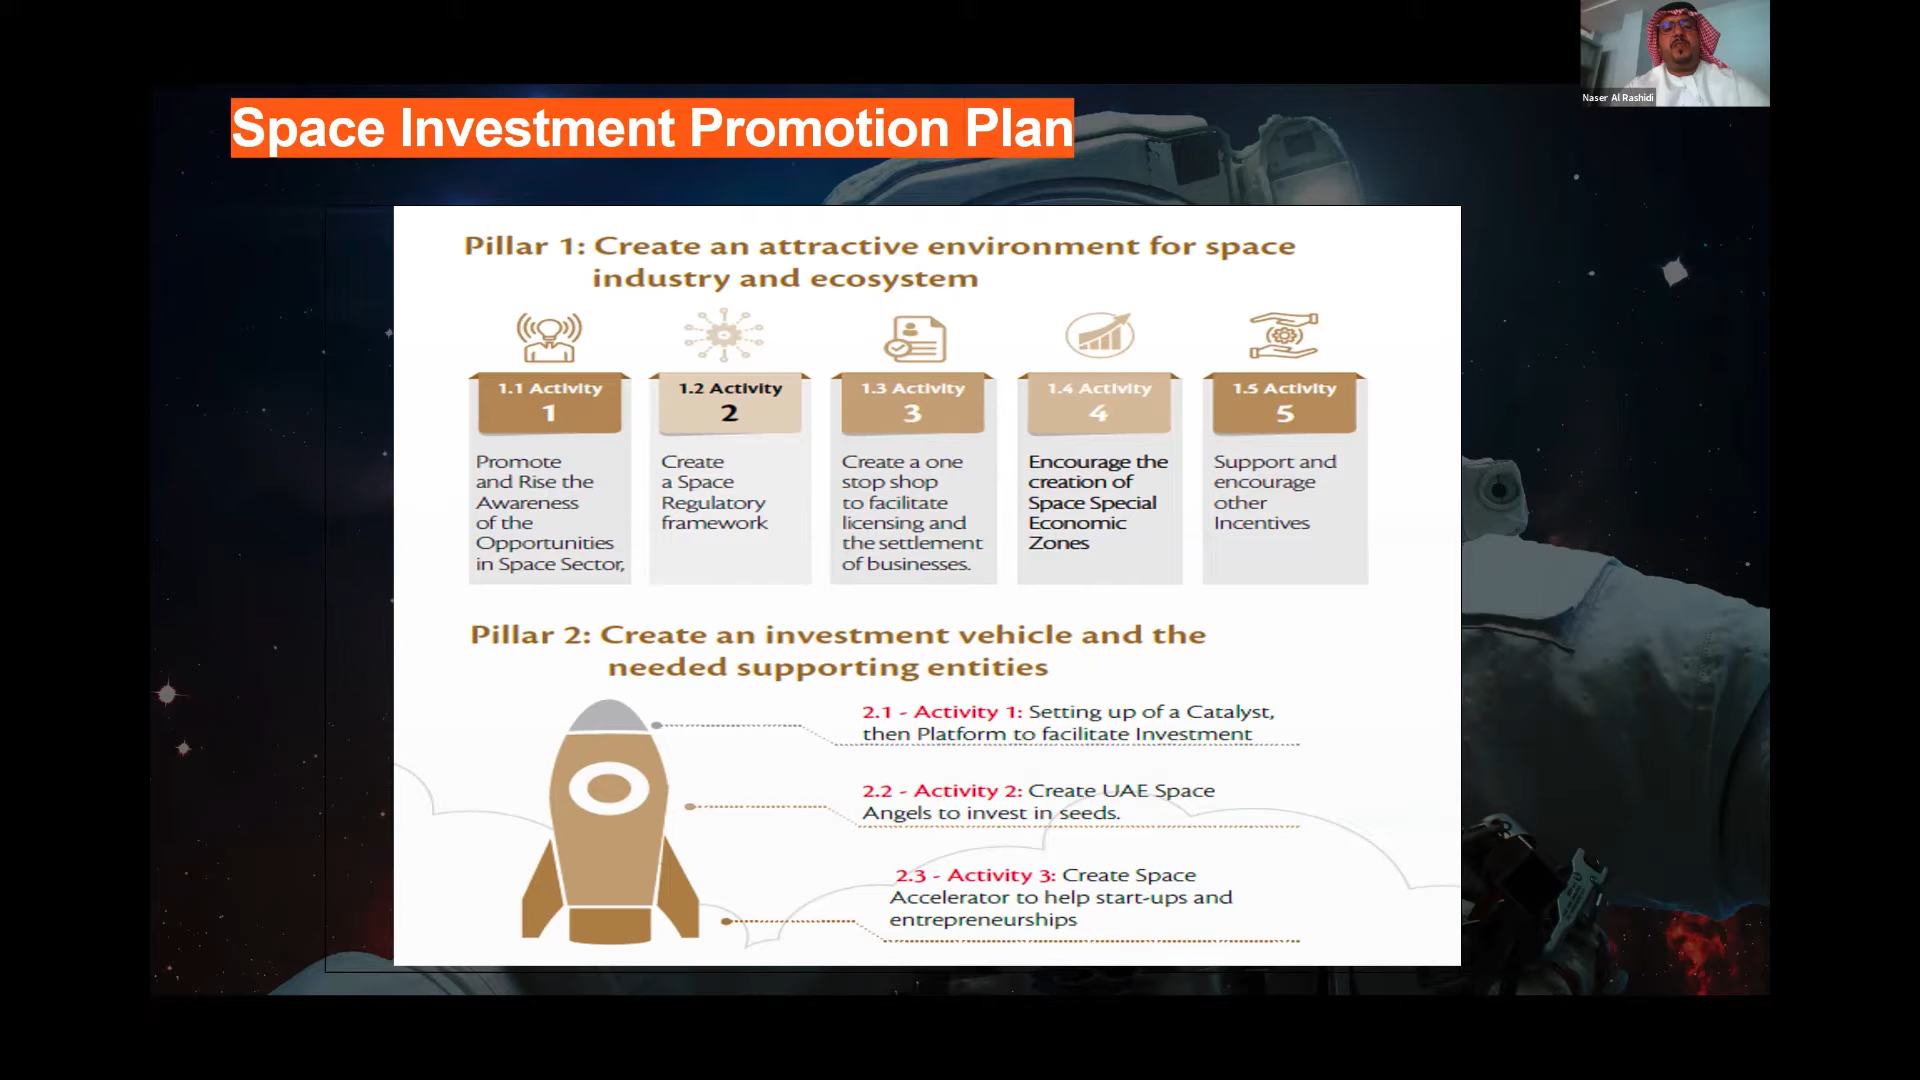 Naser Al Rashidi
Space Investment Promotion Plan
Pillar 1: Create an attractive environment for space
industry and ecosystem
1.1 Activity
1
Promote
and Rise the
Awareness
of the
Opportunities
in Space Sector,
1.2 Activity
2
Create
a Space
Regulatory
framework
1.3 Activity
3
Create a one
stop shop
to facilitate
licensing and
the settlement
of businesses.
1.4 Activity
4
Encourage the
creation of
Space Special
Economic
Zones
1.5 Activity
5
Support and
encourage
other
Incentives
Pillar 2: Create an investment vehicle and the
needed supporting entities
2.1 - Activity 1: Setting up of a Catalyst,
then Platform to facilitate Investment
2.2 - Activity 2: Create UAE Space
Angels to invest in seeds.
2.3 - Activity 3: Create Space
Accelerator to help start-ups and
entrepreneurships